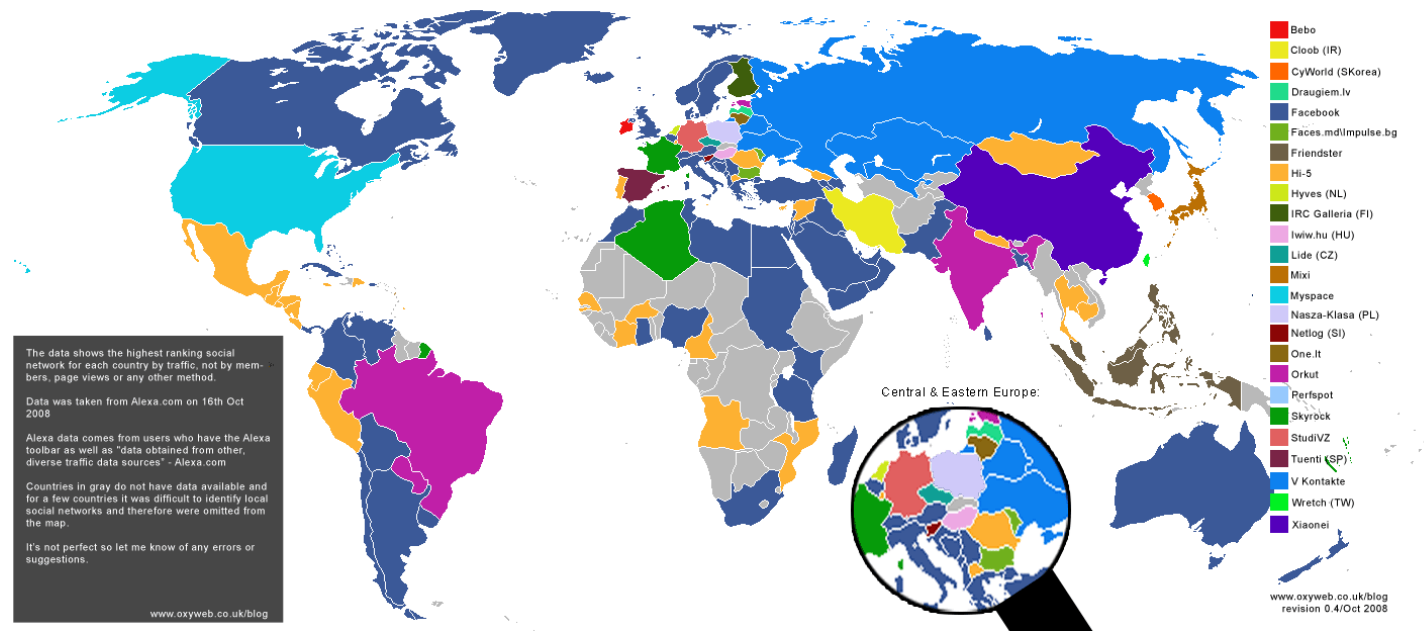 The data shows the highest ranking social
network for each country by traffic, not by mem-
bers, page views or any other method.
Data was taken from Alexa.com on 16th Oct
2008
Alexa data comes from users who have the Alexa
toolbar as well as "data obtained from other,
diverse traffic data sources" - Alexa.com
Countries in gray do not have data available and
for a few countries it was difficult to identify local
social networks and therefore were omitted from
the map.
It's not perfect so let me know of any errors or
suggestions.
www.oxyweb.co.uk/blog
Central & Eastern Europe:
Bebo
Cloob (IR)
CyWorld (SKorea)
Draugiem.lv
Facebook
Faces.md\Impulse.bg
Friendster
Hi-5
Hyves (NL)
IRC Galleria (FI)
Iwiw.hu (HU)
Lide (CZ)
Mixi
Myspace
Nasza-Klasa (PL)
Netlog (SI)
One.lt
Orkut
Perfspot
Skyrock
StudiVZ
Tuenti (SP)
V Kontakte
Wretch (TW)
Xiaonei
www.oxyweb.co.uk/blog
revision 0.4/Oct 2008